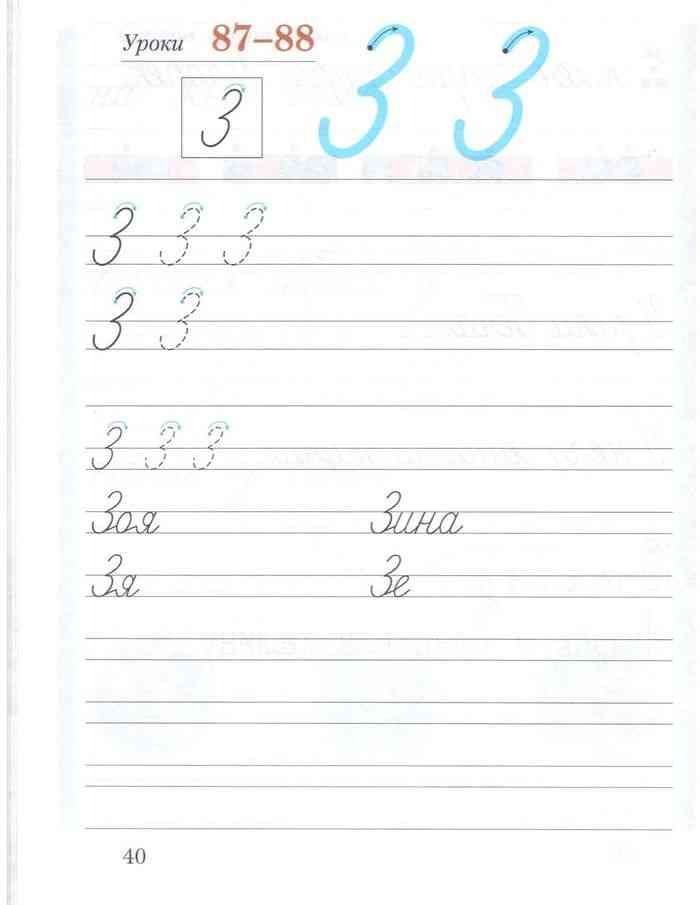 Уроки 87–88
З З З
З З З
З З
З З З
Зоя Зина
Зя Зе
40